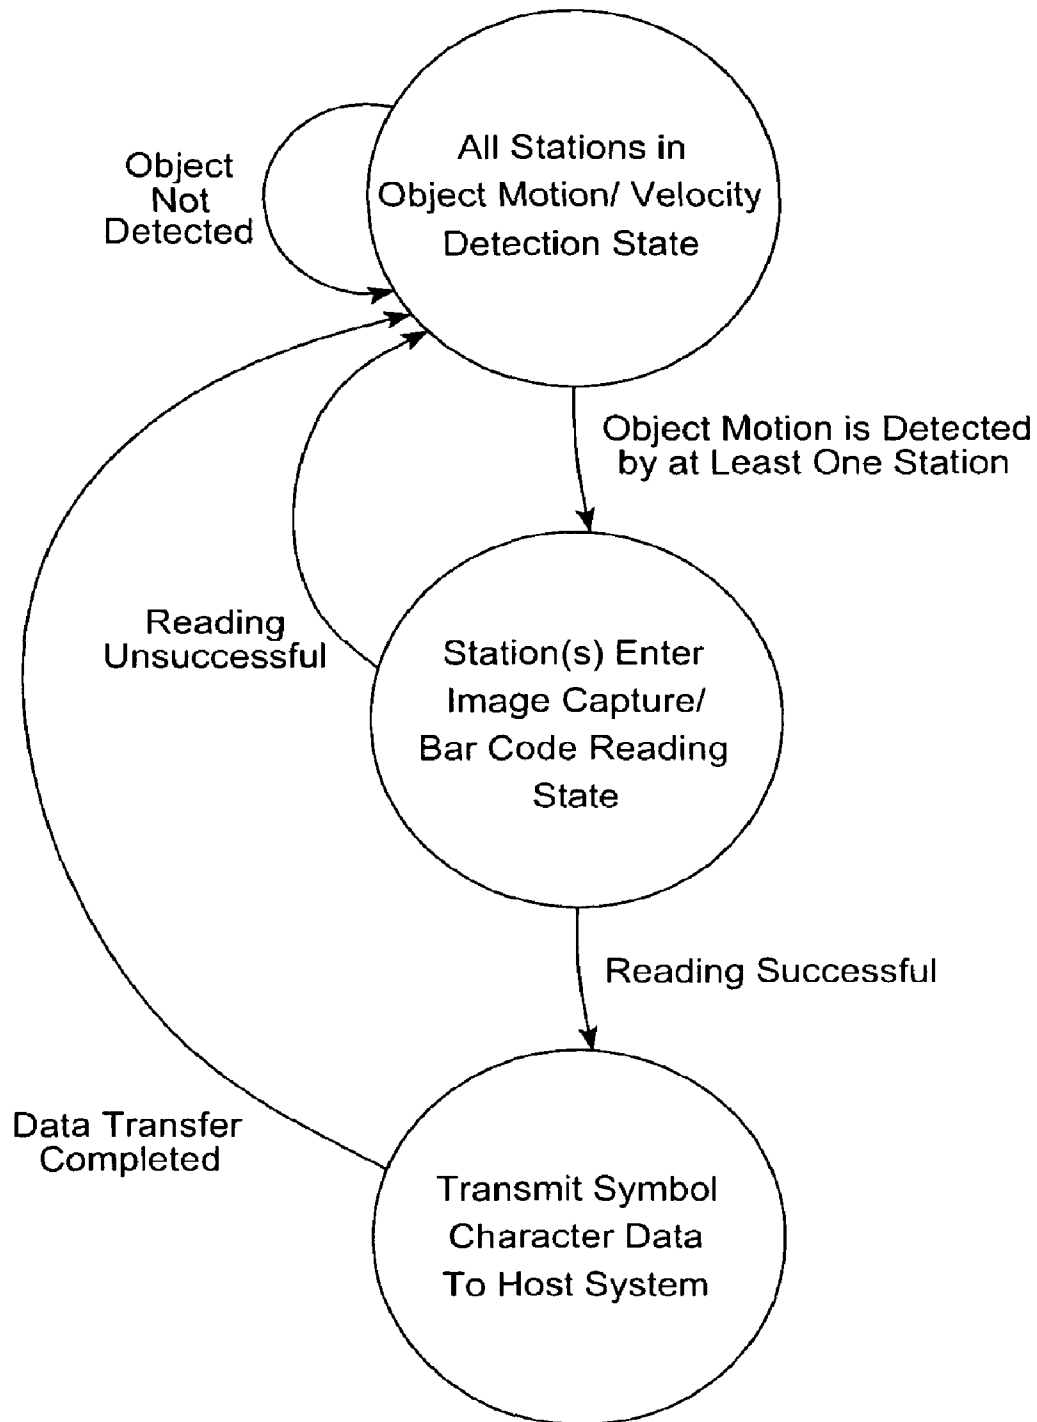 All Stations in
Object Motion/ Velocity
Detection State
Object
Not
Detected
Object Motion is Detected
by at Least One Station
Reading
Unsuccessful
Station(s) Enter
Image Capture/
Bar Code Reading
State
Reading Successful
Data Transfer
Completed
Transmit Symbol
Character Data
To Host System